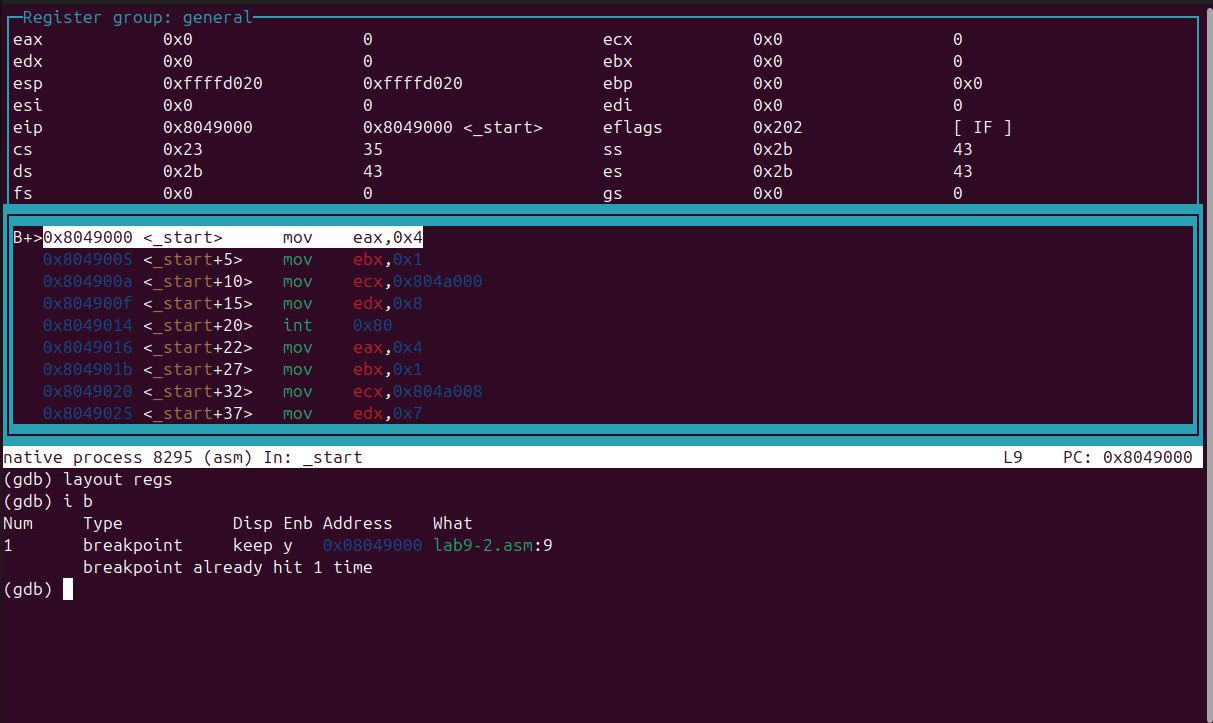 Register group: general
eax 0x0 0 ecx 0x0 0
edx 0x0 0 ebx 0x0 0
esp 0xffffd020 0xffffd020 ebp 0x0 0x0
esi 0x0 0 edi 0x0 0
eip 0x8049000 0x8049000 <_start> eflags 0x202 [ IF ]
cs 0x23 35 ss 0x2b 43
ds 0x2b 43 es 0x2b 43
fs 0x0 0 gs 0x0 0
B+>0x8049000 <_start> mov eax,0x4
0x8049005 <_start+5> mov ebx,0x1
0x804900a <_start+10> mov ecx,0x804a000
0x804900f <_start+15> mov edx,0x8
0x8049014 <_start+20> int 0x80
0x8049016 <_start+22> mov eax,0x4
0x804901b <_start+27> mov ebx,0x1
0x8049020 <_start+32> mov ecx,0x804a008
0x8049025 <_start+37> mov edx,0x7
native process 8295 (asm) In: _start L9 PC: 0x8049000
(gdb) layout regs
(gdb) i b
Num Type Disp Enb Address What
1 breakpoint keep y 0x08049000 lab9-2.asm:9
breakpoint already hit 1 time
(gdb)